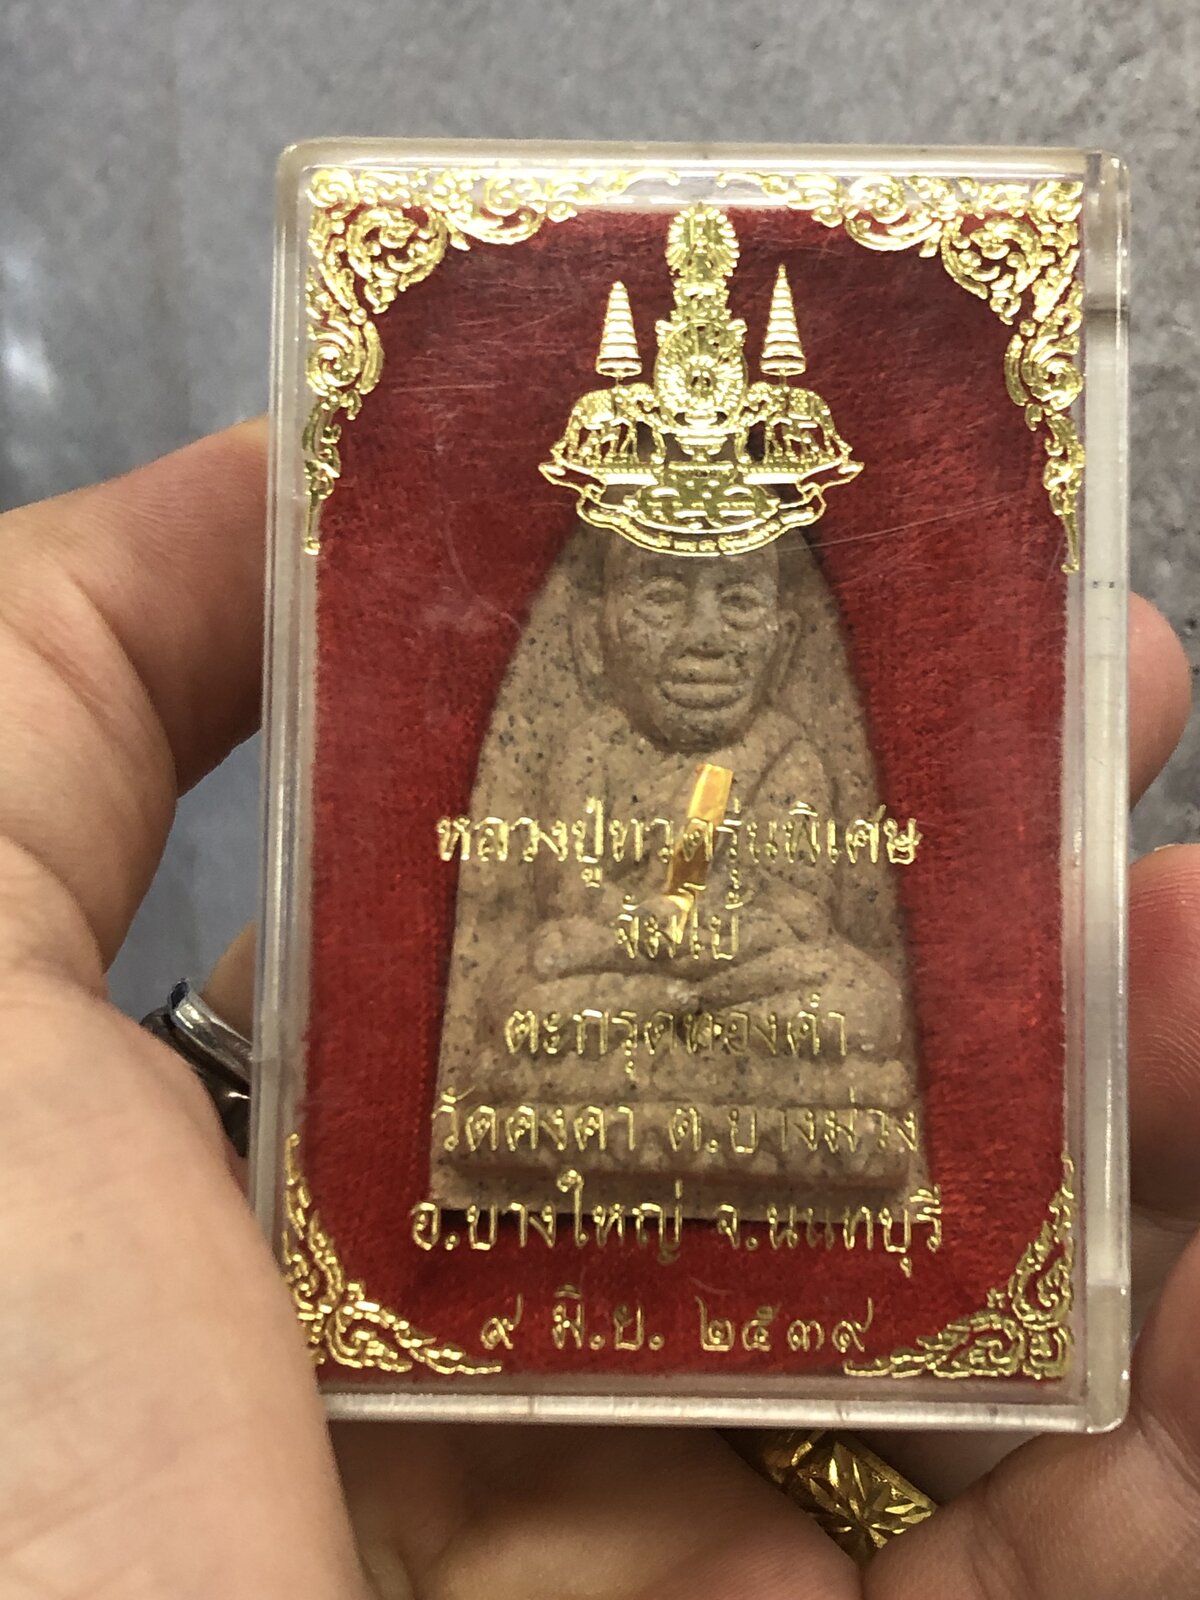 หลวงปู่ทวดรุ่นพิเศษ
จัมโบ้
ตะกรุดทองคำ
วัดคงคา ต.บางม่วง
อ.บางใหญ่ จ.นนทบุรี
๙ มิ.ย. ๒๕๓๙